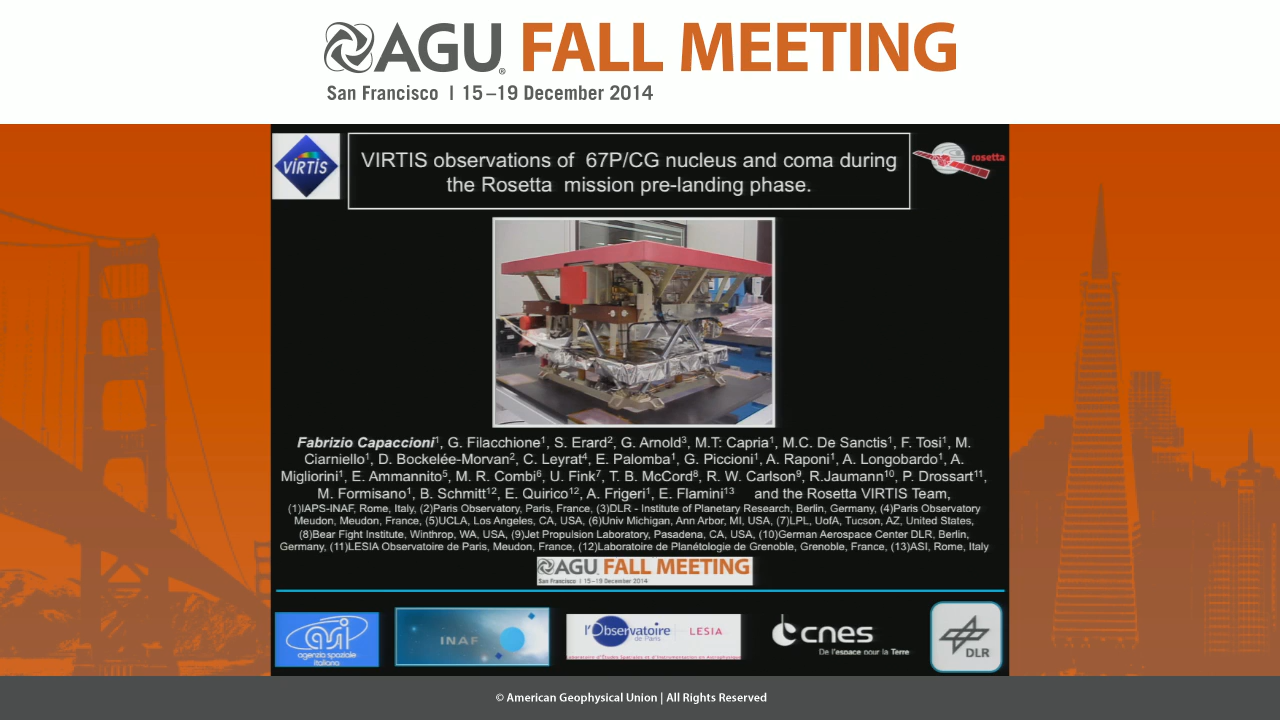 AGU® FALL MEETING
San Francisco | 15–19 December 2014
VIRTIS
VIRTIS observations of 67P/CG nucleus and coma during
the Rosetta mission pre-landing phase.
rosetta
Fabrizio Capaccioni¹, G. Filacchione¹, S. Erard², G. Arnold³, M.T: Capria¹, M.C. De Sanctis¹, F. Tosi¹, M.
Ciarniello¹, D. Bockelée-Morvan², C. Leyrat⁴, E. Palomba¹, G. Piccioni¹, A. Raponi¹, A. Longobardo¹, A.
Migliorini¹, E. Ammannito⁵, M. R. Combi⁶, U. Fink⁷, T. B. McCord⁸, R. W. Carlson⁹, R.Jaumann¹⁰, P. Drossart¹¹,
M. Formisano¹, B. Schmitt¹², E. Quirico¹², A. Frigeri¹, E. Flamini¹³ and the Rosetta VIRTIS Team,
(1)IAPS-INAF, Rome, Italy, (2)Paris Observatory, Paris, France, (3)DLR - Institute of Planetary Research, Berlin, Germany, (4)Paris Observatory
Meudon, Meudon, France, (5)UCLA, Los Angeles, CA, USA, (6)Univ Michigan, Ann Arbor, MI, USA, (7)LPL, UofA, Tucson, AZ, United States,
(8)Bear Fight Institute, Winthrop, WA, USA, (9)Jet Propulsion Laboratory, Pasadena, CA, USA, (10)German Aerospace Center DLR, Berlin,
Germany, (11)LESIA Observatoire de Paris, Meudon, France, (12)Laboratoire de Planétologie de Grenoble, Grenoble, France, (13)ASI, Rome, Italy
AGU FALL MEETING
San Francisco | 15–19 December 2014
asi
agenzia spaziale
italiana
INAF
l'Observatoire
de Paris
LESIA
cnes
De l'espace pour la Terre
DLR
© American Geophysical Union | All Rights Reserved